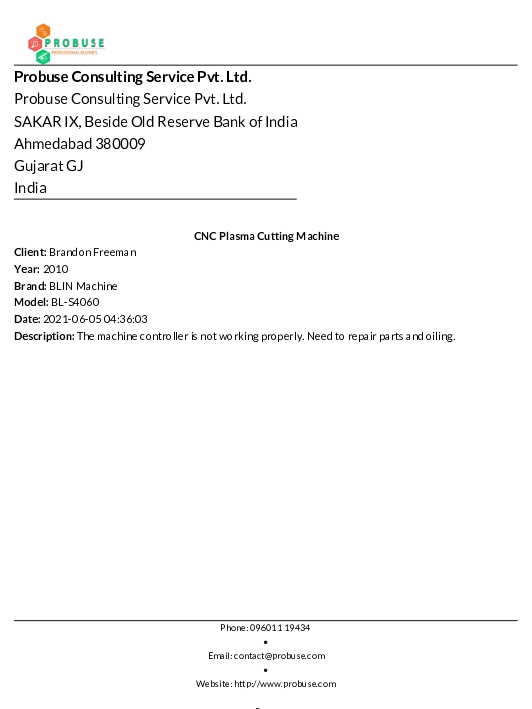 PROBUSE
PROFESSIONAL BUSINESS
Probuse Consulting Service Pvt. Ltd.
Probuse Consulting Service Pvt. Ltd.
SAKAR IX, Beside Old Reserve Bank of India
Ahmedabad 380009
Gujarat GJ
India
CNC Plasma Cutting Machine
Client: Brandon Freeman
Year: 2010
Brand: BLIN Machine
Model: BL-S4060
Date: 2021-06-05 04:36:03
Description: The machine controller is not working properly. Need to repair parts and oiling.
Phone: 096011 19434
•
Email: contact@probuse.com
•
Website: http://www.probuse.com